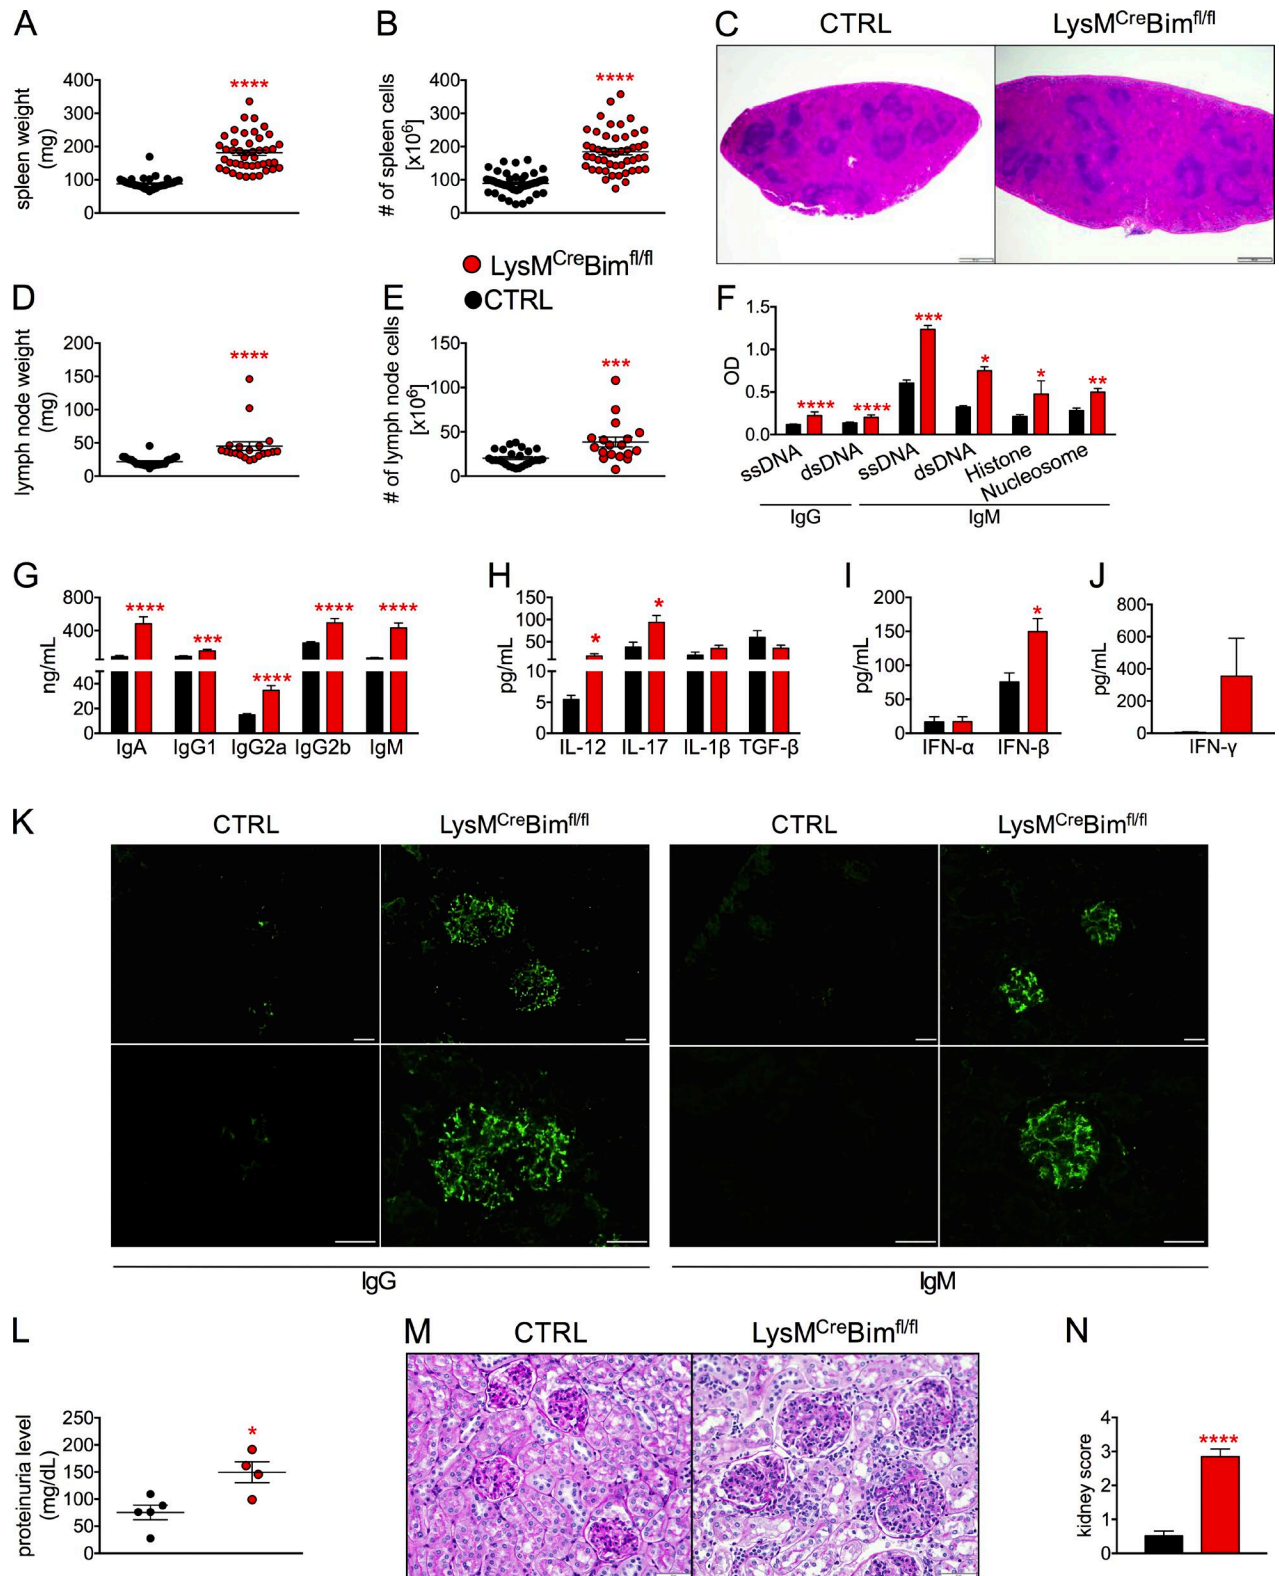 A
spleen weight
(mg)
400
300
200
100
0
****
B
# of spleen cells
[x10⁶]
400
300
200
100
0
****
C
CTRL
LysMCreBimfl/fl
LysMCreBimfl/fl
CTRL
D
lymph node weight
(mg)
200
150
100
50
0
****
E
# of lymph node cells
[x10⁶]
150
100
50
0
***
F
OD
1.5
1.0
0.5
0.0
****
****
***
*
*
**
ssDNA
dsDNA
ssDNA
dsDNA
Histone
Nucleosome
IgG
IgM
G
ng/mL
800
400
40
20
0
****
***
****
****
****
IgA
IgG1
IgG2a
IgG2b
IgM
H
pg/mL
150
100
50
10
5
0
*
*
IL-12
IL-17
IL-1β
TGF-β
I
pg/mL
200
150
100
50
0
*
IFN-α
IFN-β
J
pg/mL
800
600
400
200
0
IFN-γ
K
CTRL
LysMCreBimfl/fl
CTRL
LysMCreBimfl/fl
IgG
IgM
L
proteinuria level
(mg/dL)
250
200
150
100
50
0
*
M
CTRL
LysMCreBimfl/fl
N
kidney score
4
3
2
1
0
****